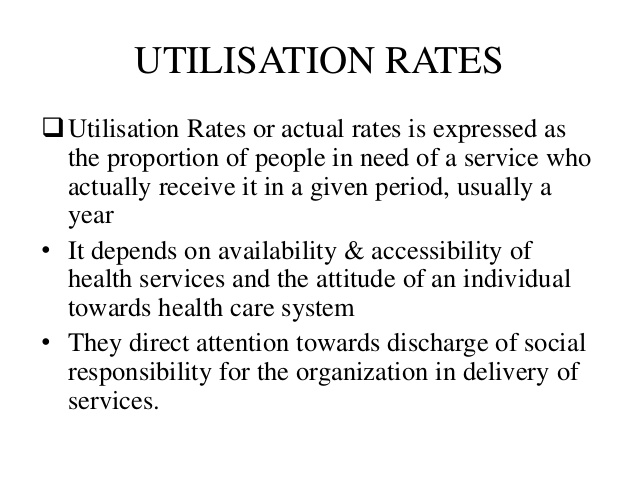 UTILISATION RATES
❑Utilisation Rates or actual rates is expressed as
the proportion of people in need of a service who
actually receive it in a given period, usually a
year
• It depends on availability & accessibility of
health services and the attitude of an individual
towards health care system
• They direct attention towards discharge of social
responsibility for the organization in delivery of
services.